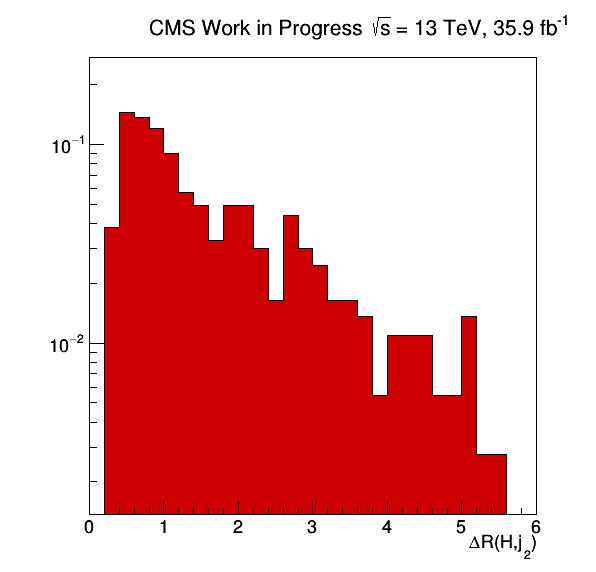 CMS Work in Progress √s = 13 TeV, 35.9 fb⁻¹
10⁻¹
10⁻²
0 1 2 3 4 5 6
ΔR(H,j₂)